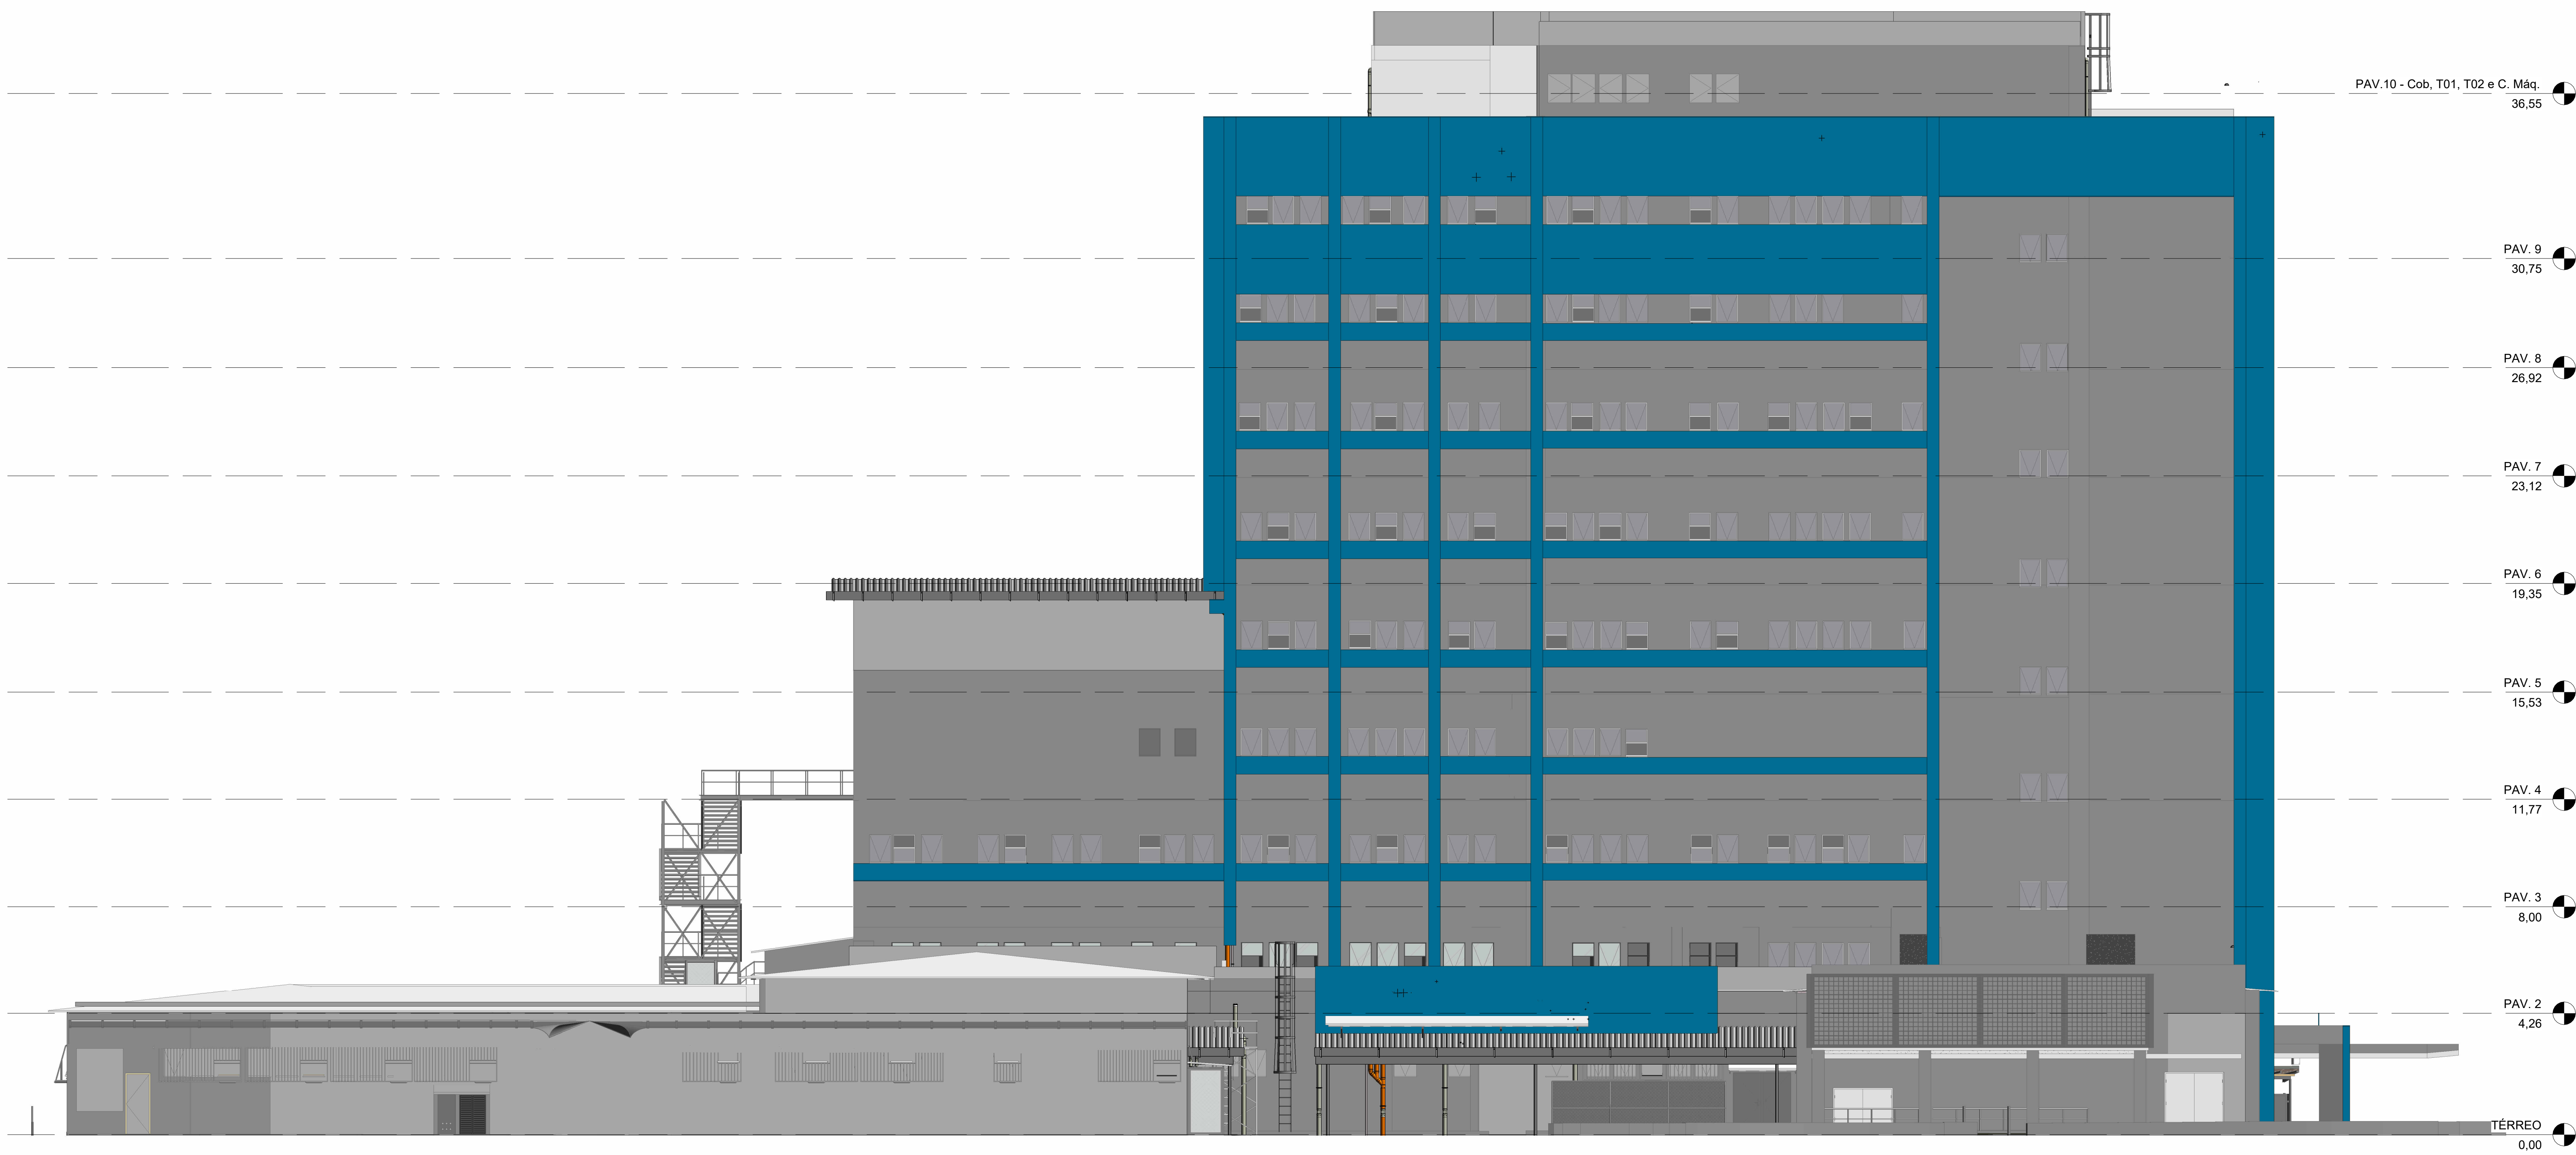 PAV.10 - Cob, T01, T02 e C. Máq.
36,55
PAV. 9
30,75
PAV. 8
26,92
PAV. 7
23,12
PAV. 6
19,35
PAV. 5
15,53
PAV. 4
11,77
PAV. 3
8,00
PAV. 2
4,26
TÉRREO
0,00